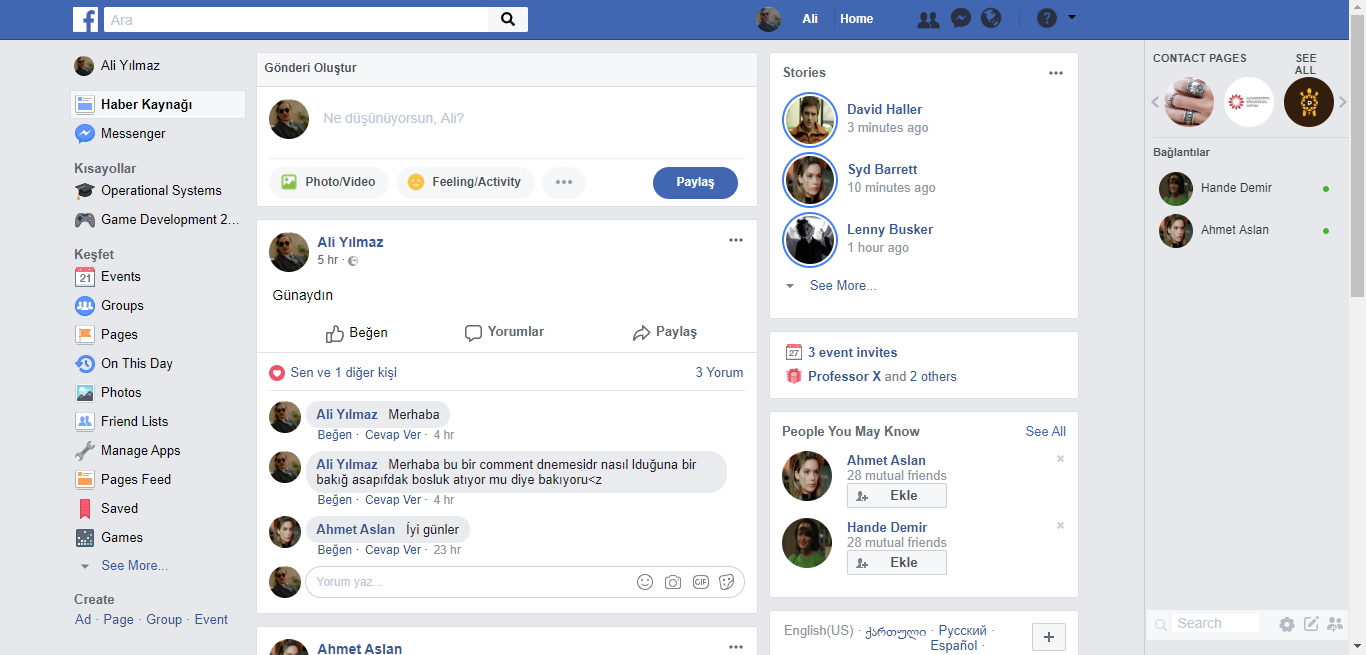 f
Ara
Ali
Home
?
Ali Yılmaz
Haber Kaynağı
Messenger
Kısayollar
Operational Systems
Game Development 2...
Keşfet
21 Events
Groups
Pages
On This Day
Photos
Friend Lists
Manage Apps
Pages Feed
Saved
Games
See More...
Create
Ad · Page · Group · Event
Gönderi Oluştur
Ne düşünüyorsun, Ali?
Photo/Video
Feeling/Activity
Paylaş
Ali Yılmaz
5 hr ·
Günaydın
Beğen
Yorumlar
Paylaş
Sen ve 1 diğer kişi
3 Yorum
Ali Yılmaz Merhaba
Beğen · Cevap Ver · 4 hr
Ali Yılmaz Merhaba bu bir comment dnemesidr nasıl lduğuna bir
bakığ asapıfdak bosluk atıyor mu diye bakıyoru<z
Beğen · Cevap Ver · 4 hr
Ahmet Aslan İyi günler
Beğen · Cevap Ver · 23 hr
Yorum yaz...
GIF
Ahmet Aslan
Stories
David Haller
3 minutes ago
Syd Barrett
10 minutes ago
Lenny Busker
1 hour ago
See More...
27 3 event invites
Professor X and 2 others
People You May Know
See All
Ahmet Aslan
28 mutual friends
Ekle
Hande Demir
28 mutual friends
Ekle
English(US) · ქართული · Русский ·
Español ·
+
CONTACT PAGES
SEE
ALL
Bağlantılar
Hande Demir
Ahmet Aslan
Search